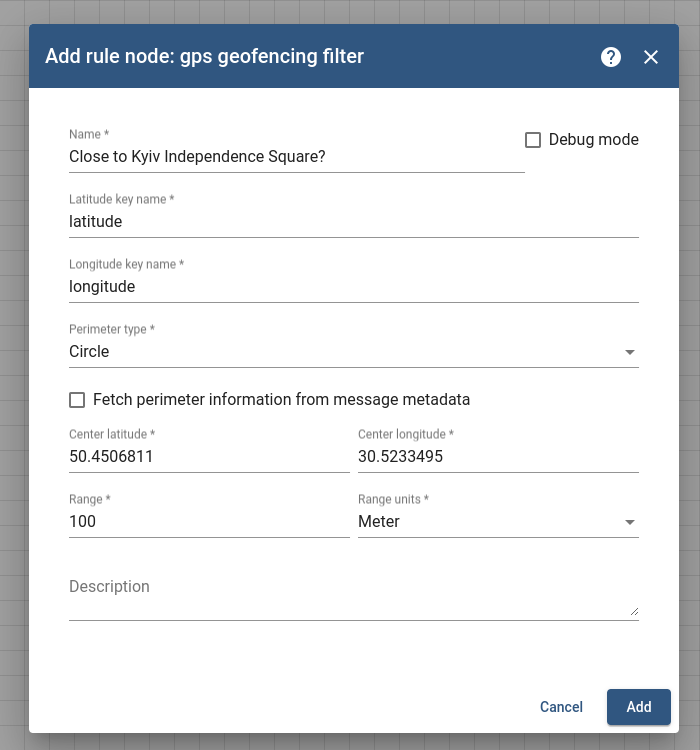 Add rule node: gps geofencing filter
Name *
Close to Kyiv Independence Square?
Debug mode
Latitude key name *
latitude
Longitude key name *
longitude
Perimeter type *
Circle
Fetch perimeter information from message metadata
Center latitude *
50.4506811
Center longitude *
30.5233495
Range *
100
Range units *
Meter
Description
Cancel
Add